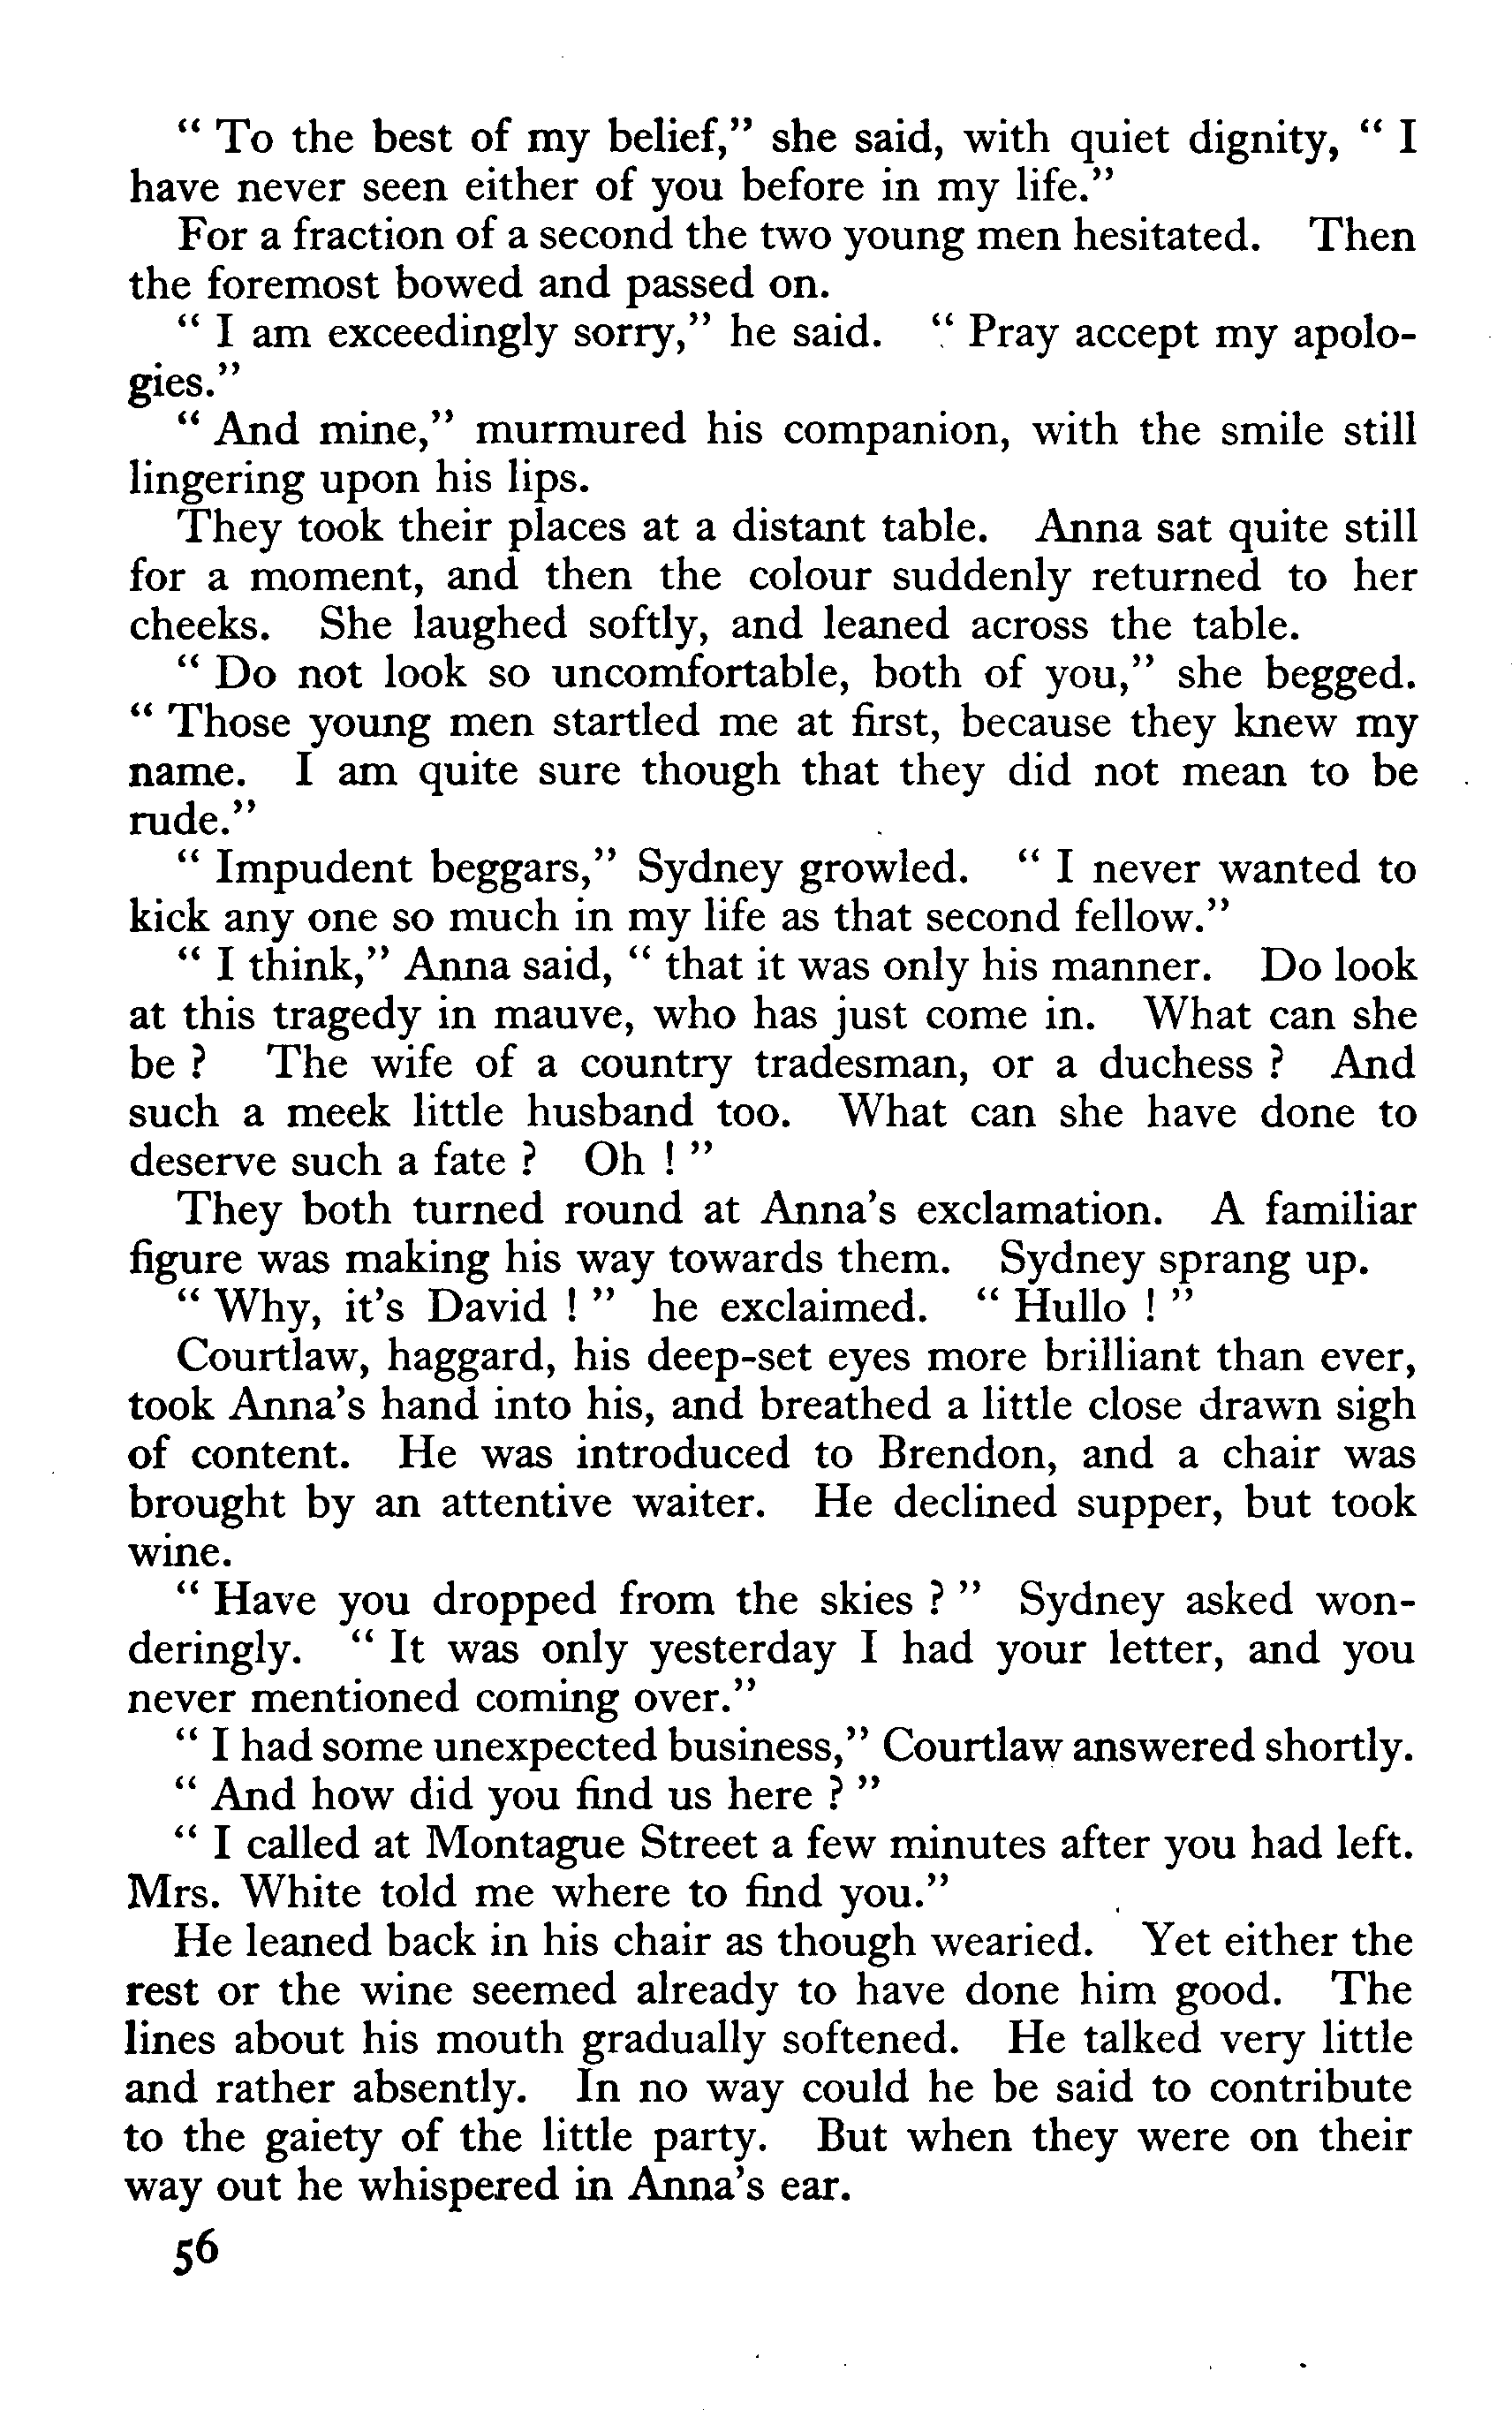 “ To the best of my belief,” she said, with quiet dignity, “ I
have never seen either of you before in my life.”
For a fraction of a second the two young men hesitated. Then
the foremost bowed and passed on.
“ I am exceedingly sorry,” he said. “ Pray accept my apolo-
gies.”
“ And mine,” murmured his companion, with the smile still
lingering upon his lips.
They took their places at a distant table. Anna sat quite still
for a moment, and then the colour suddenly returned to her
cheeks. She laughed softly, and leaned across the table.
“ Do not look so uncomfortable, both of you,” she begged.
“ Those young men startled me at first, because they knew my
name. I am quite sure though that they did not mean to be
rude.”
“ Impudent beggars,” Sydney growled. “ I never wanted to
kick any one so much in my life as that second fellow.”
“ I think,” Anna said, “ that it was only his manner. Do look
at this tragedy in mauve, who has just come in. What can she
be ? The wife of a country tradesman, or a duchess ? And
such a meek little husband too. What can she have done to
deserve such a fate ? Oh ! ”
They both turned round at Anna’s exclamation. A familiar
figure was making his way towards them. Sydney sprang up.
“ Why, it’s David ! ” he exclaimed. “ Hullo ! ”
Courtlaw, haggard, his deep-set eyes more brilliant than ever,
took Anna’s hand into his, and breathed a little close drawn sigh
of content. He was introduced to Brendon, and a chair was
brought by an attentive waiter. He declined supper, but took
wine.
“ Have you dropped from the skies ? ” Sydney asked won-
deringly. “ It was only yesterday I had your letter, and you
never mentioned coming over.”
“ I had some unexpected business,” Courtlaw answered shortly.
“ And how did you find us here ? ”
“ I called at Montague Street a few minutes after you had left.
Mrs. White told me where to find you.”
He leaned back in his chair as though wearied. Yet either the
rest or the wine seemed already to have done him good. The
lines about his mouth gradually softened. He talked very little
and rather absently. In no way could he be said to contribute
to the gaiety of the little party. But when they were on their
way out he whispered in Anna’s ear.
56